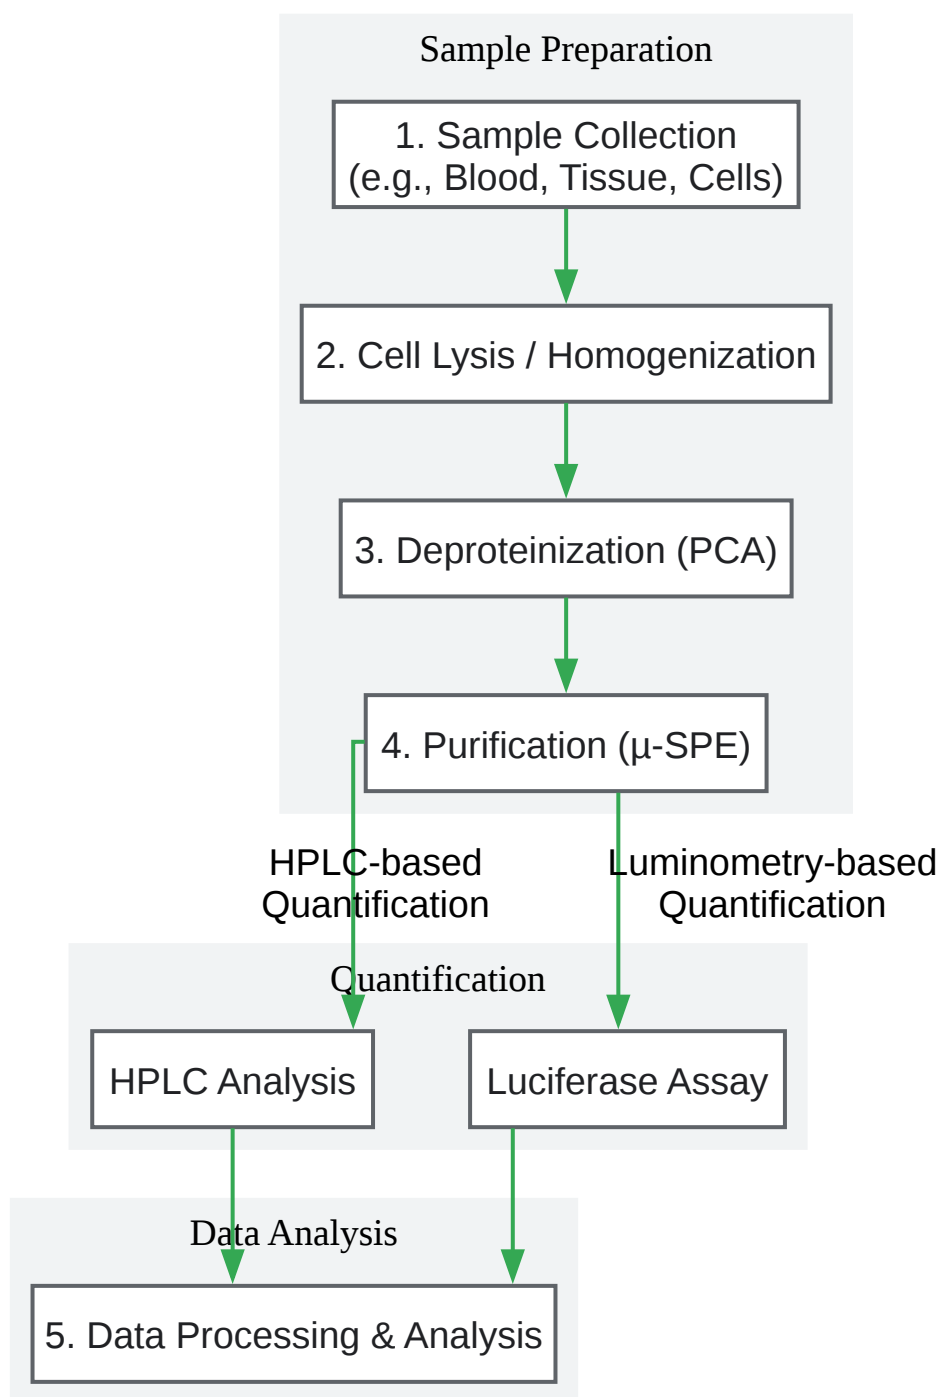 Sample Preparation
1. Sample Collection
(e.g., Blood, Tissue, Cells)
2. Cell Lysis / Homogenization
3. Deproteinization (PCA)
4. Purification (µ-SPE)
HPLC-based
Quantification
Luminometry-based
Quantification
Quantification
HPLC Analysis
Luciferase Assay
Data Analysis
5. Data Processing & Analysis